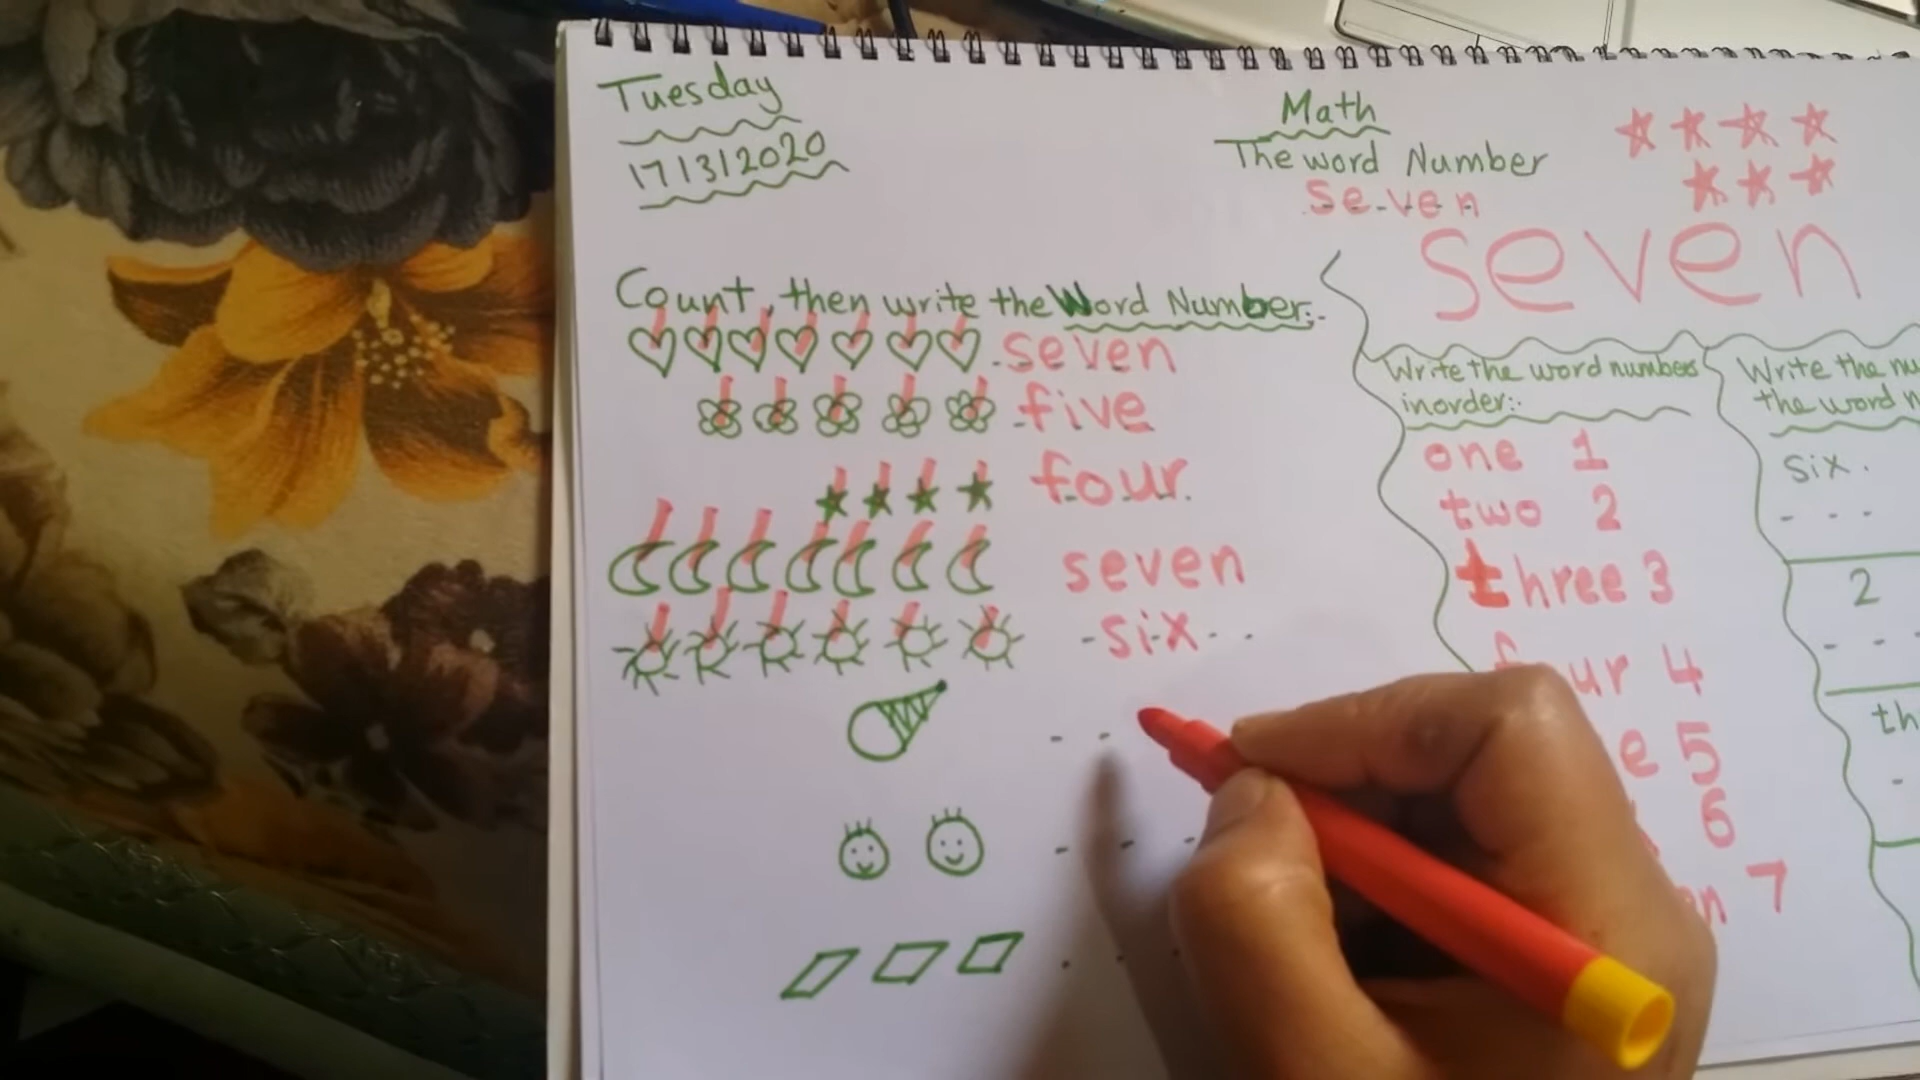 Tuesday
17/3/2020
Math
The word Number
seven
seven
Count, then write the Word Number:.
seven
five
four
seven
six
Write the word numbers
inorder:.
one 1
two 2
three 3
ur 4
e 5
6
n 7
Write the nu
the word n
six.
2
th